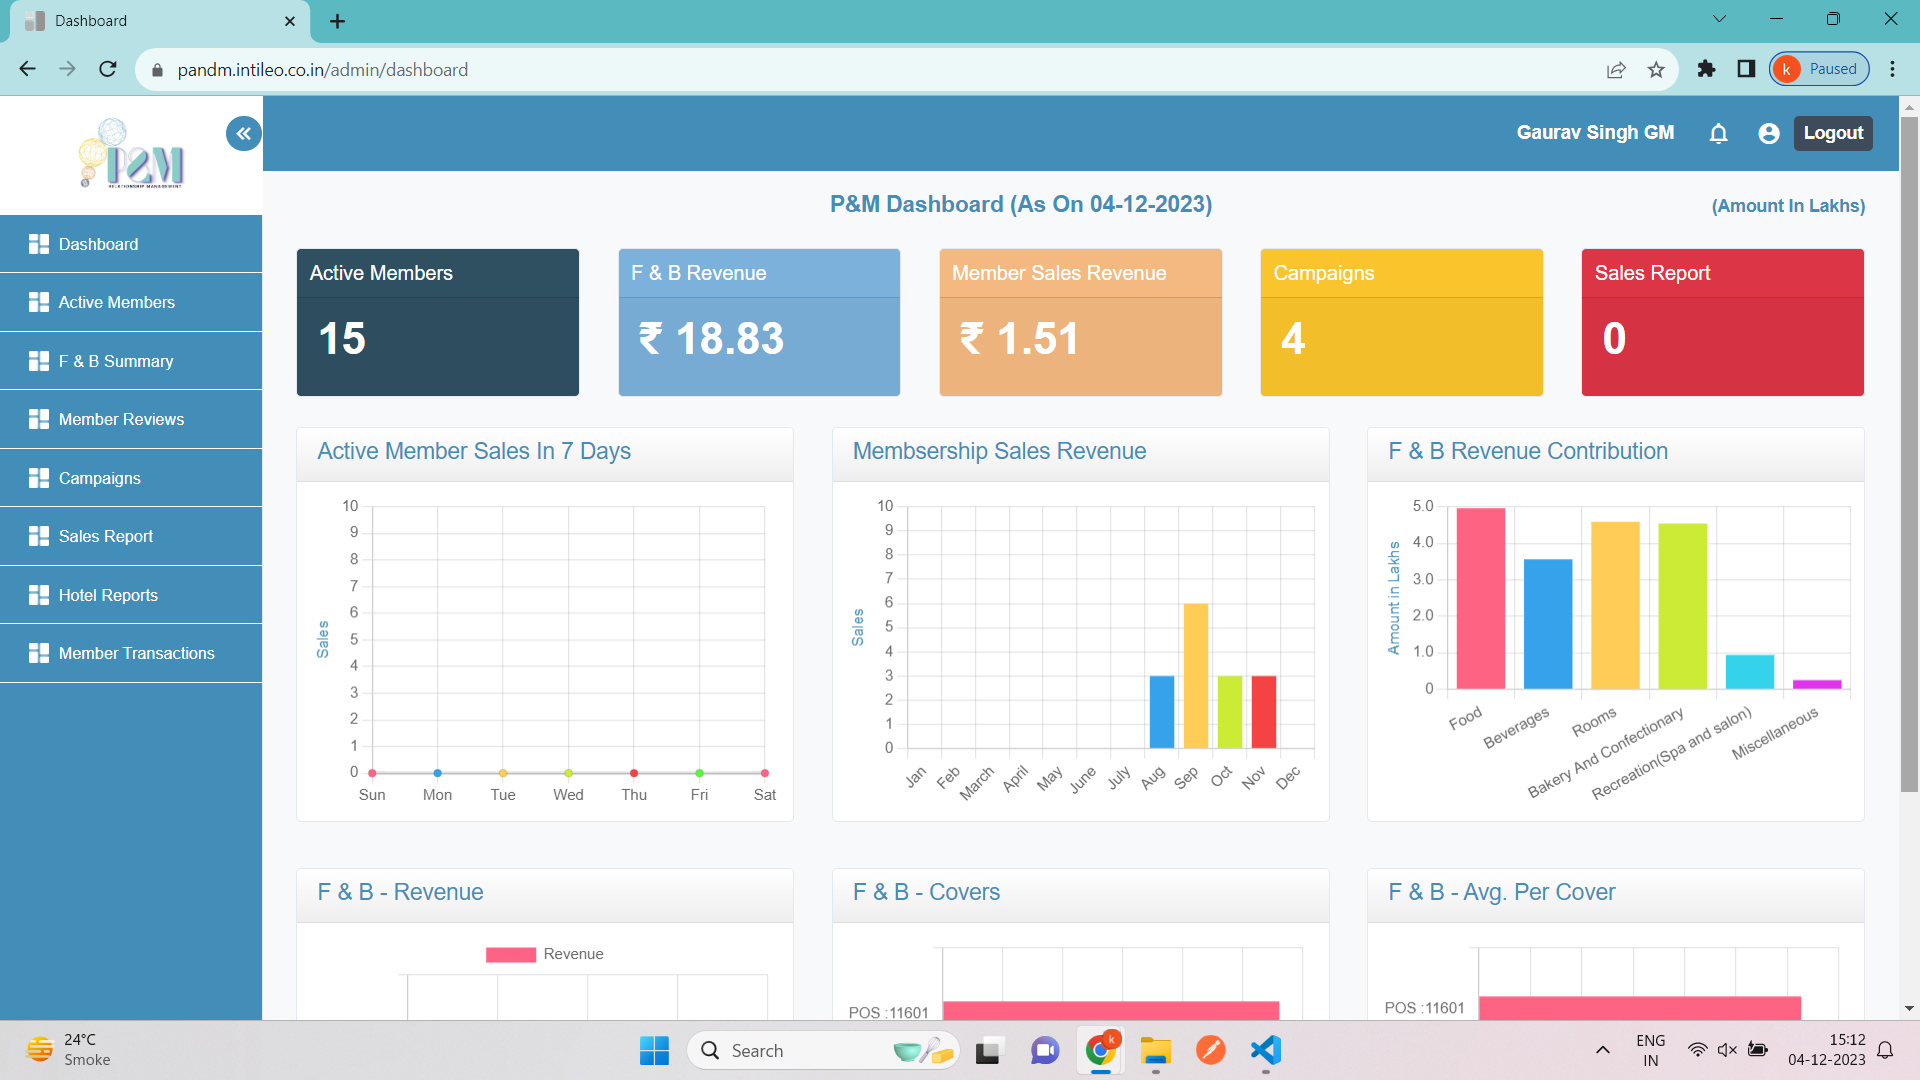 Dashboard
pandm.intileo.co.in/admin/dashboard
k Paused
P&M
RELATIONSHIP MANAGEMENT
Gaurav Singh GM
Logout
P&M Dashboard (As On 04-12-2023)
(Amount In Lakhs)
Dashboard
Active Members
F & B Summary
Member Reviews
Campaigns
Sales Report
Hotel Reports
Member Transactions
Active Members
15
F & B Revenue
₹ 18.83
Member Sales Revenue
₹ 1.51
Campaigns
4
Sales Report
0
Active Member Sales In 7 Days
Sales
10
9
8
7
6
5
4
3
2
1
0
Sun Mon Tue Wed Thu Fri Sat
Membsership Sales Revenue
Sales
10
9
8
7
6
5
4
3
2
1
0
Jan Feb March April May June July Aug Sep Oct Nov Dec
F & B Revenue Contribution
Amount in Lakhs
5.0
4.0
3.0
2.0
1.0
0
Food Beverages Rooms Bakery And Confectionary Recreation(Spa and salon) Miscellaneous
F & B - Revenue
Revenue
F & B - Covers
POS :11601
F & B - Avg. Per Cover
POS :11601
24°C
Smoke
Search
k
ENG
IN
15:12
04-12-2023